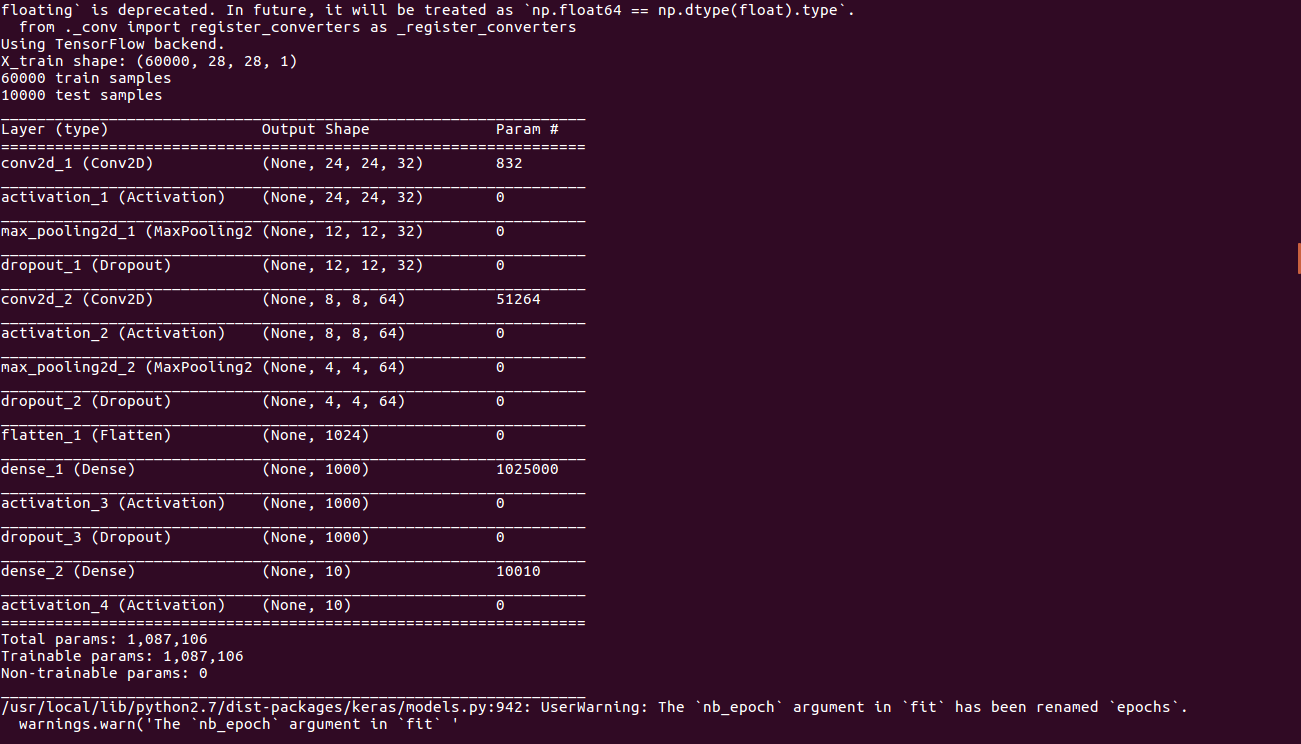 floating` is deprecated. In future, it will be treated as `np.float64 == np.dtype(float).type`.
  from ._conv import register_converters as _register_converters
Using TensorFlow backend.
X_train shape: (60000, 28, 28, 1)
60000 train samples
10000 test samples
_________________________________________________________________
Layer (type)                 Output Shape              Param #
=================================================================
conv2d_1 (Conv2D)            (None, 24, 24, 32)        832
_________________________________________________________________
activation_1 (Activation)    (None, 24, 24, 32)        0
_________________________________________________________________
max_pooling2d_1 (MaxPooling2 (None, 12, 12, 32)        0
_________________________________________________________________
dropout_1 (Dropout)          (None, 12, 12, 32)        0
_________________________________________________________________
conv2d_2 (Conv2D)            (None, 8, 8, 64)          51264
_________________________________________________________________
activation_2 (Activation)    (None, 8, 8, 64)          0
_________________________________________________________________
max_pooling2d_2 (MaxPooling2 (None, 4, 4, 64)          0
_________________________________________________________________
dropout_2 (Dropout)          (None, 4, 4, 64)          0
_________________________________________________________________
flatten_1 (Flatten)          (None, 1024)              0
_________________________________________________________________
dense_1 (Dense)              (None, 1000)              1025000
_________________________________________________________________
activation_3 (Activation)    (None, 1000)              0
_________________________________________________________________
dropout_3 (Dropout)          (None, 1000)              0
_________________________________________________________________
dense_2 (Dense)              (None, 10)                10010
_________________________________________________________________
activation_4 (Activation)    (None, 10)                0
=================================================================
Total params: 1,087,106
Trainable params: 1,087,106
Non-trainable params: 0
_________________________________________________________________
/usr/local/lib/python2.7/dist-packages/keras/models.py:942: UserWarning: The `nb_epoch` argument in `fit` has been renamed `epochs`.
  warnings.warn('The `nb_epoch` argument in `fit` '